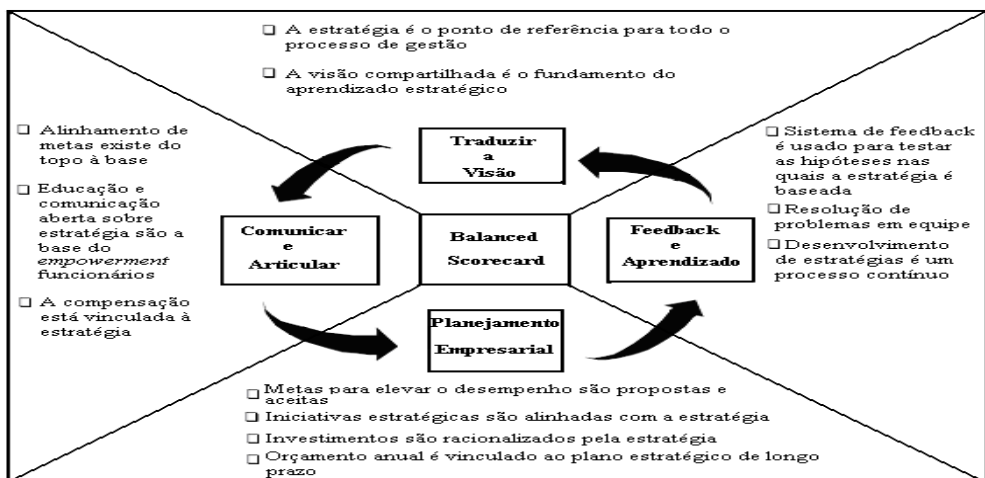 ❑ A estratégia é o ponto de referência para todo o
processo de gestão
❑ A visão compartilhada é o fundamento do
aprendizado estratégico
❑ Alinhamento de
metas existe do
topo à base
❑ Educação e
comunicação
aberta sobre
estratégia são a
base do
empowerment
funcionários
❑ A compensação
está vinculada à
estratégia
Traduzir
a
Visão
Comunicar
e
Articular
Balanced
Scorecard
Feedback
e
Aprendizado
Planejamento
Empresarial
❑ Sistema de feedback
é usado para testar
as hipóteses nas
quais a estratégia é
baseada
❑ Resolução de
problemas em equipe
❑ Desenvolvimento
de estratégias é um
processo contínuo
❑ Metas para elevar o desempenho são propostas e
aceitas
❑ Iniciativas estratégicas são alinhadas com a estratégia
❑ Investimentos são racionalizados pela estratégia
❑ Orçamento anual é vinculado ao plano estratégico de longo
prazo